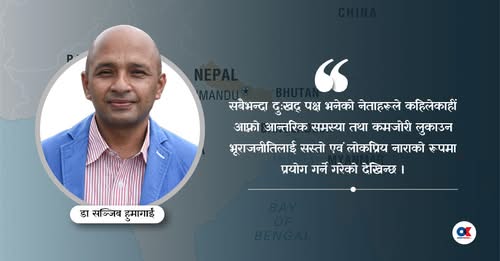 CHINA
NEPAL
MANDU
BHUTAN
सबैभन्दा दुःखद् पक्ष भनेको नेताहरूले कहिलेकाहीँ
आफ्नो आन्तरिक समस्या तथा कमजोरी लुकाउन
भूराजनीतिलाई सस्तो एवं लोकप्रिय नाराको रूपमा
प्रयोग गर्ने गरेको देखिन्छ ।
MYANMAR
डा सञ्जिब हुमागाईं
BAY
OF
BENGAL